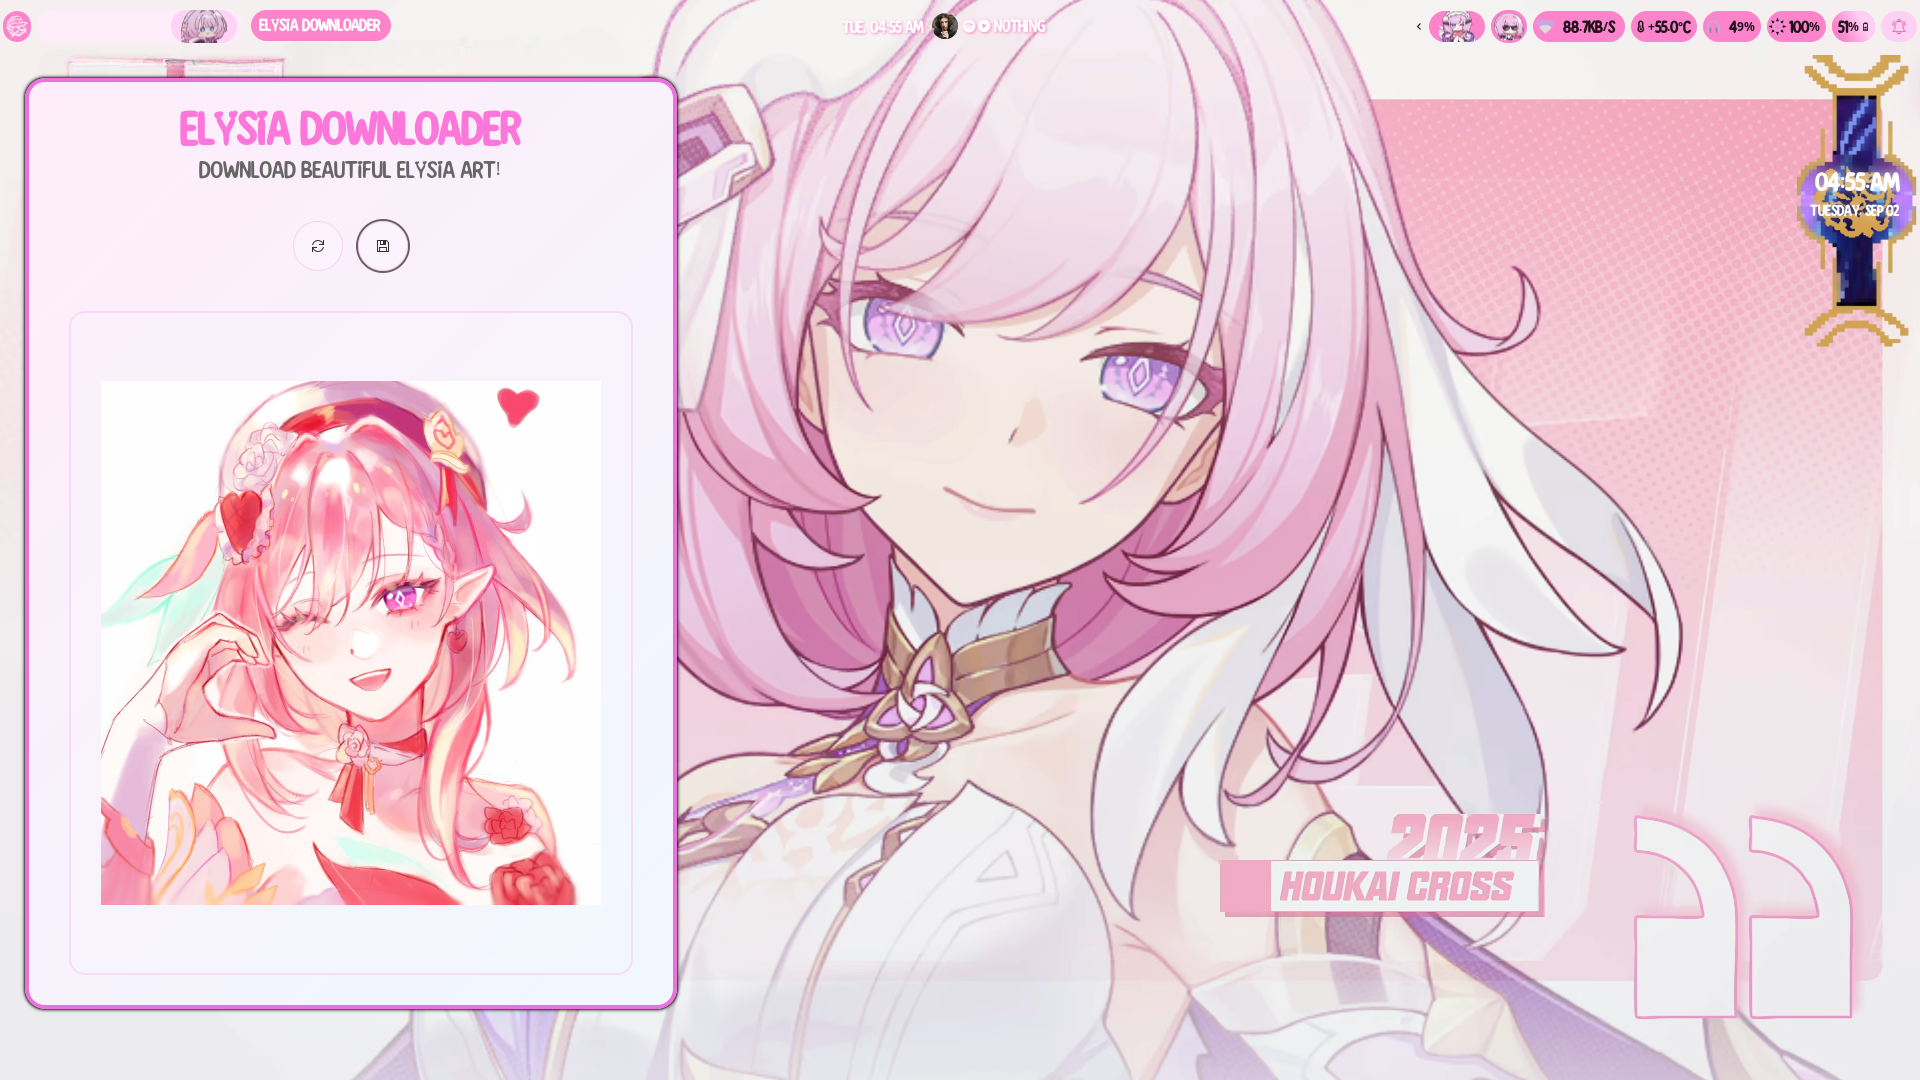 ELYSIA DOWNLOADER
TUE, 04:55 AM
NOTHING
88.7KB/S
+55.0°C
49%
100%
51%
ELYSIA DOWNLOADER
DOWNLOAD BEAUTIFUL ELYSIA ART!
04:55 AM
TUESDAY, SEP 02
2025
HOUKAI CROSS